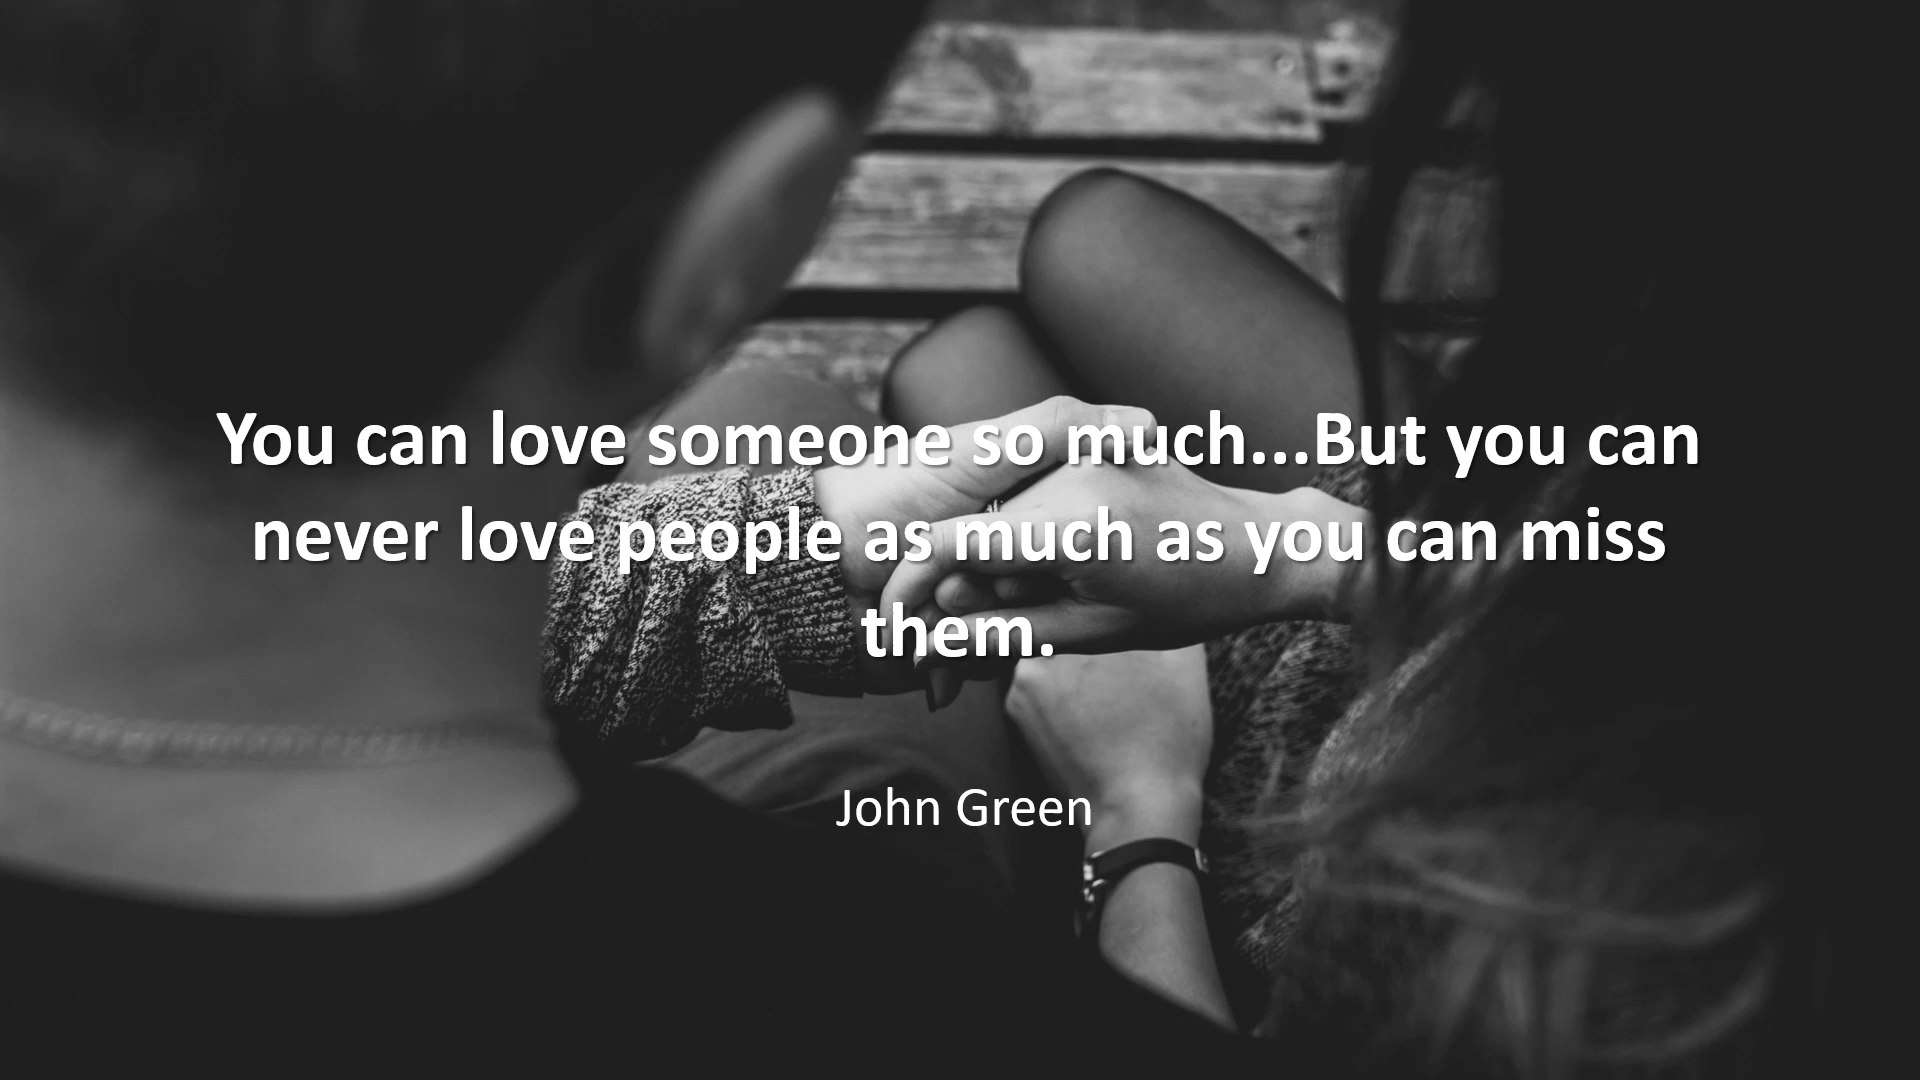 You can love someone so much...But you can
never love people as much as you can miss
them.
John Green